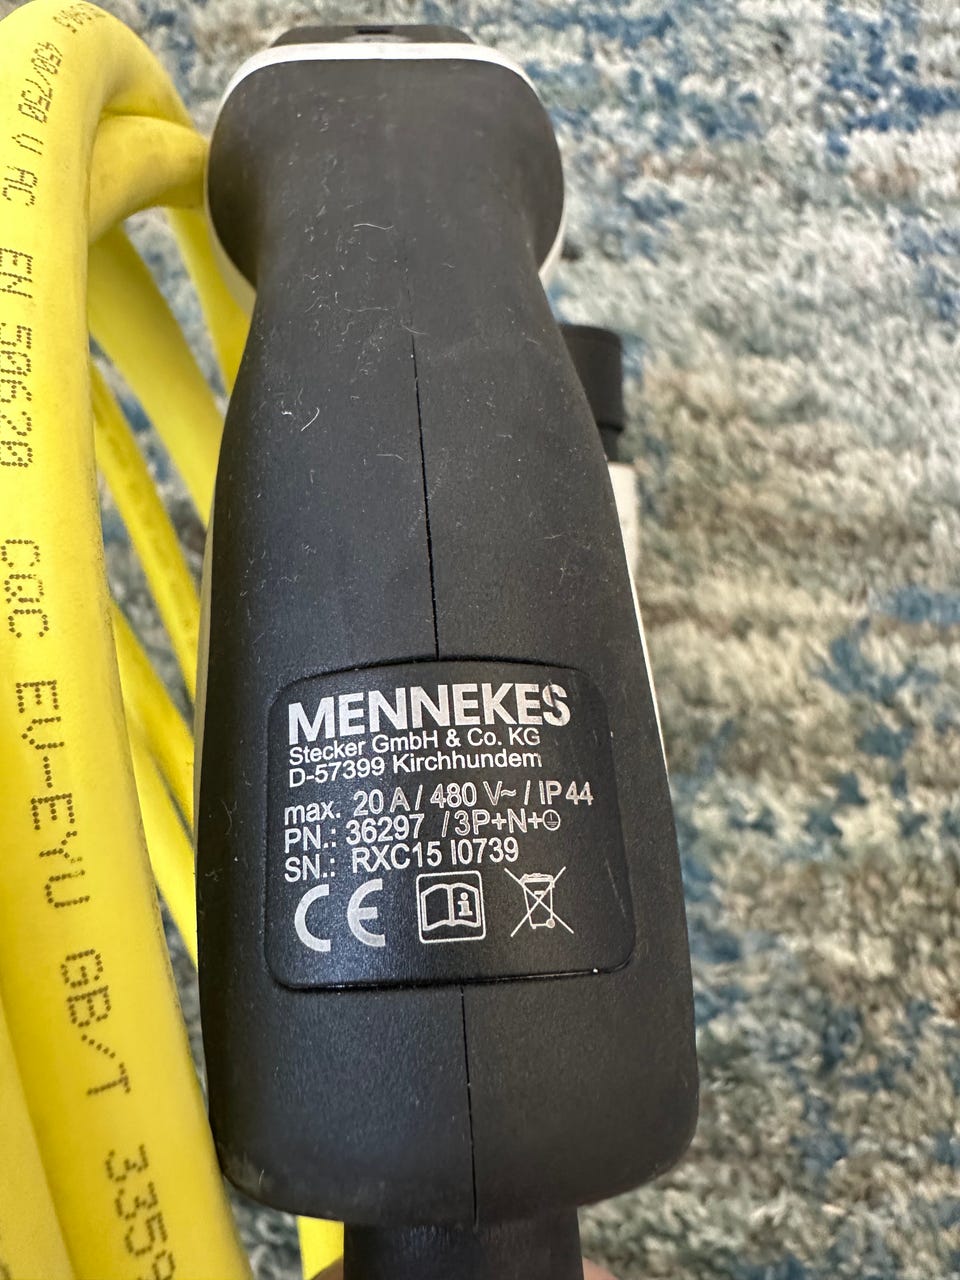 MENNEKES
Stecker GmbH & Co. KG
D-57399 Kirchhundem
max. 20 A / 480 V~ / IP 44
PN.: 36297 / 3P+N+⏚
SN.: RXC15 I0739
CE
i
450/750 V AC EN 50620 CQC EV-EYU GB/T 335